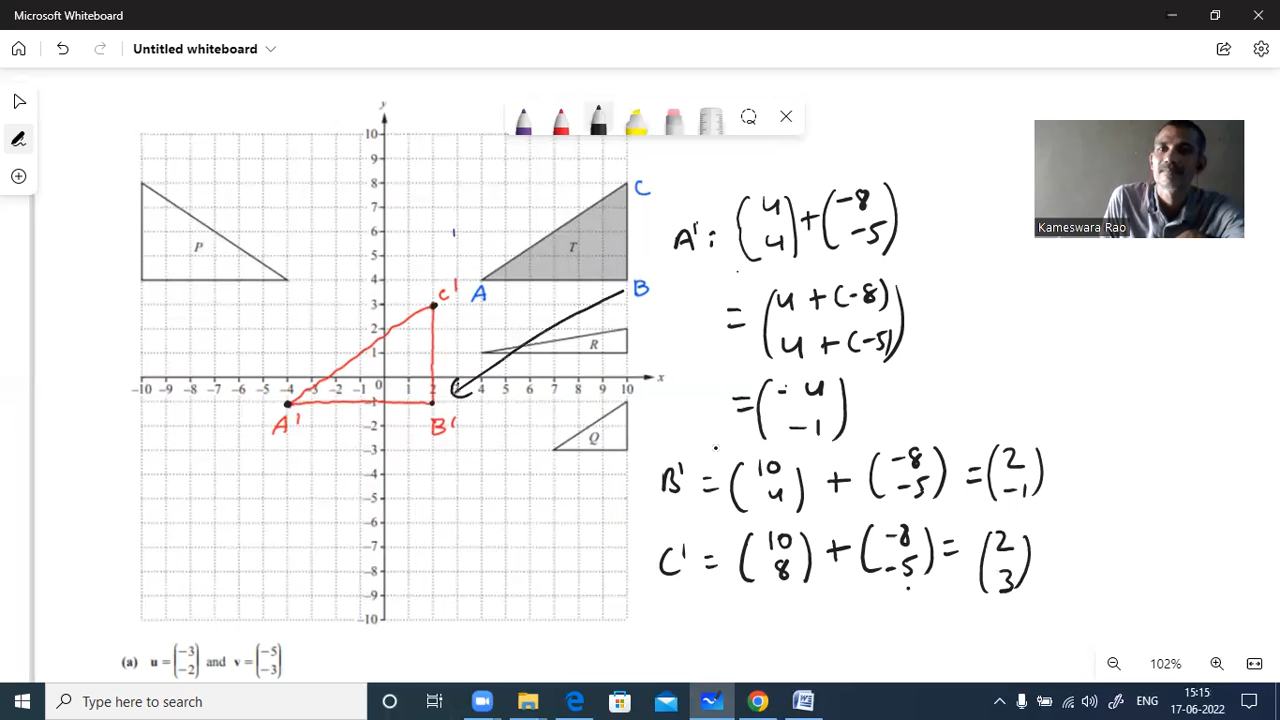 Microsoft Whiteboard
Untitled whiteboard
y
10
9
8
7
6
5
4
3
2
1
0
-1
-2
-3
-4
-5
-6
-7
-8
-9
-10
-10 -9 -8 -7 -6 -5 -4 -3 -2 -1 1 2 4 5 6 7 8 9 10 x
P
T
R
Q
A
B
C
A'
B'
C'
A': (4 4) + (-8 -5)
= (4 + (-8) 4 + (-5))
= (-4 -1)
B' = (10 4) + (-8 -5) = (2 -1)
C' = (10 8) + (-8 -5) = (2 3)
Kameswara Rao
(a) u = (-3 -2) and v = (-5 -3)
102%
Type here to search
W
ENG
15:15
17-06-2022